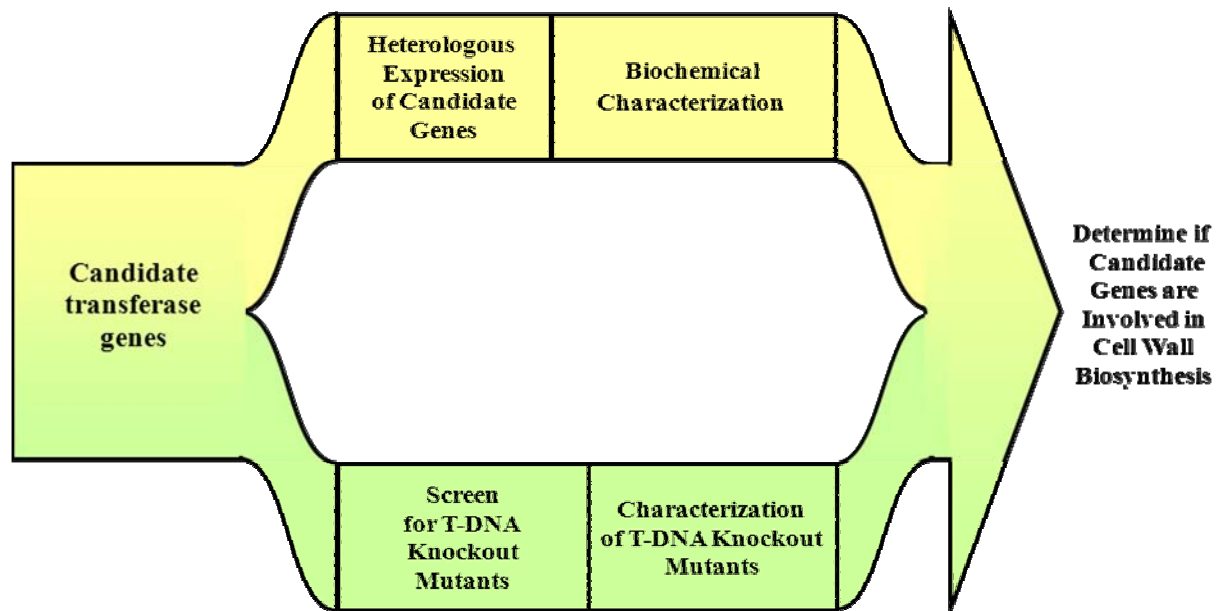 Candidate
transferase
genes
Heterologous
Expression
of Candidate
Genes
Biochemical
Characterization
Screen
for T-DNA
Knockout
Mutants
Characterization
of T-DNA Knockout
Mutants
Determine if
Candidate
Genes are
Involved in
Cell Wall
Biosynthesis